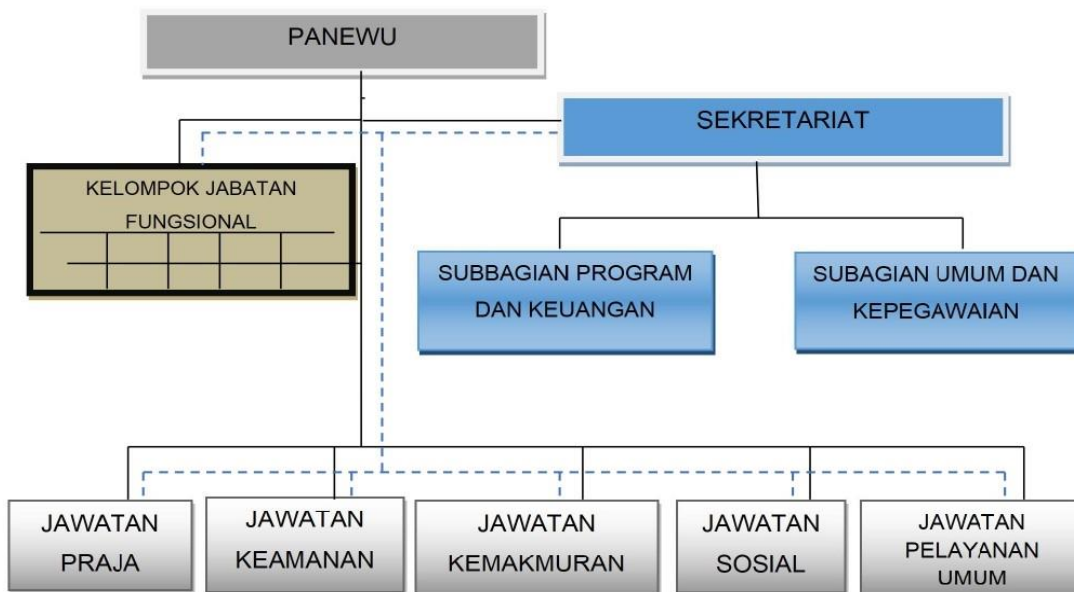 PANEWU
SEKRETARIAT
KELOMPOK JABATAN
FUNGSIONAL
SUBBAGIAN PROGRAM
DAN KEUANGAN
SUBAGIAN UMUM DAN
KEPEGAWAIAN
JAWATAN
PRAJA
JAWATAN
KEAMANAN
JAWATAN
KEMAKMURAN
JAWATAN
SOSIAL
JAWATAN
PELAYANAN
UMUM